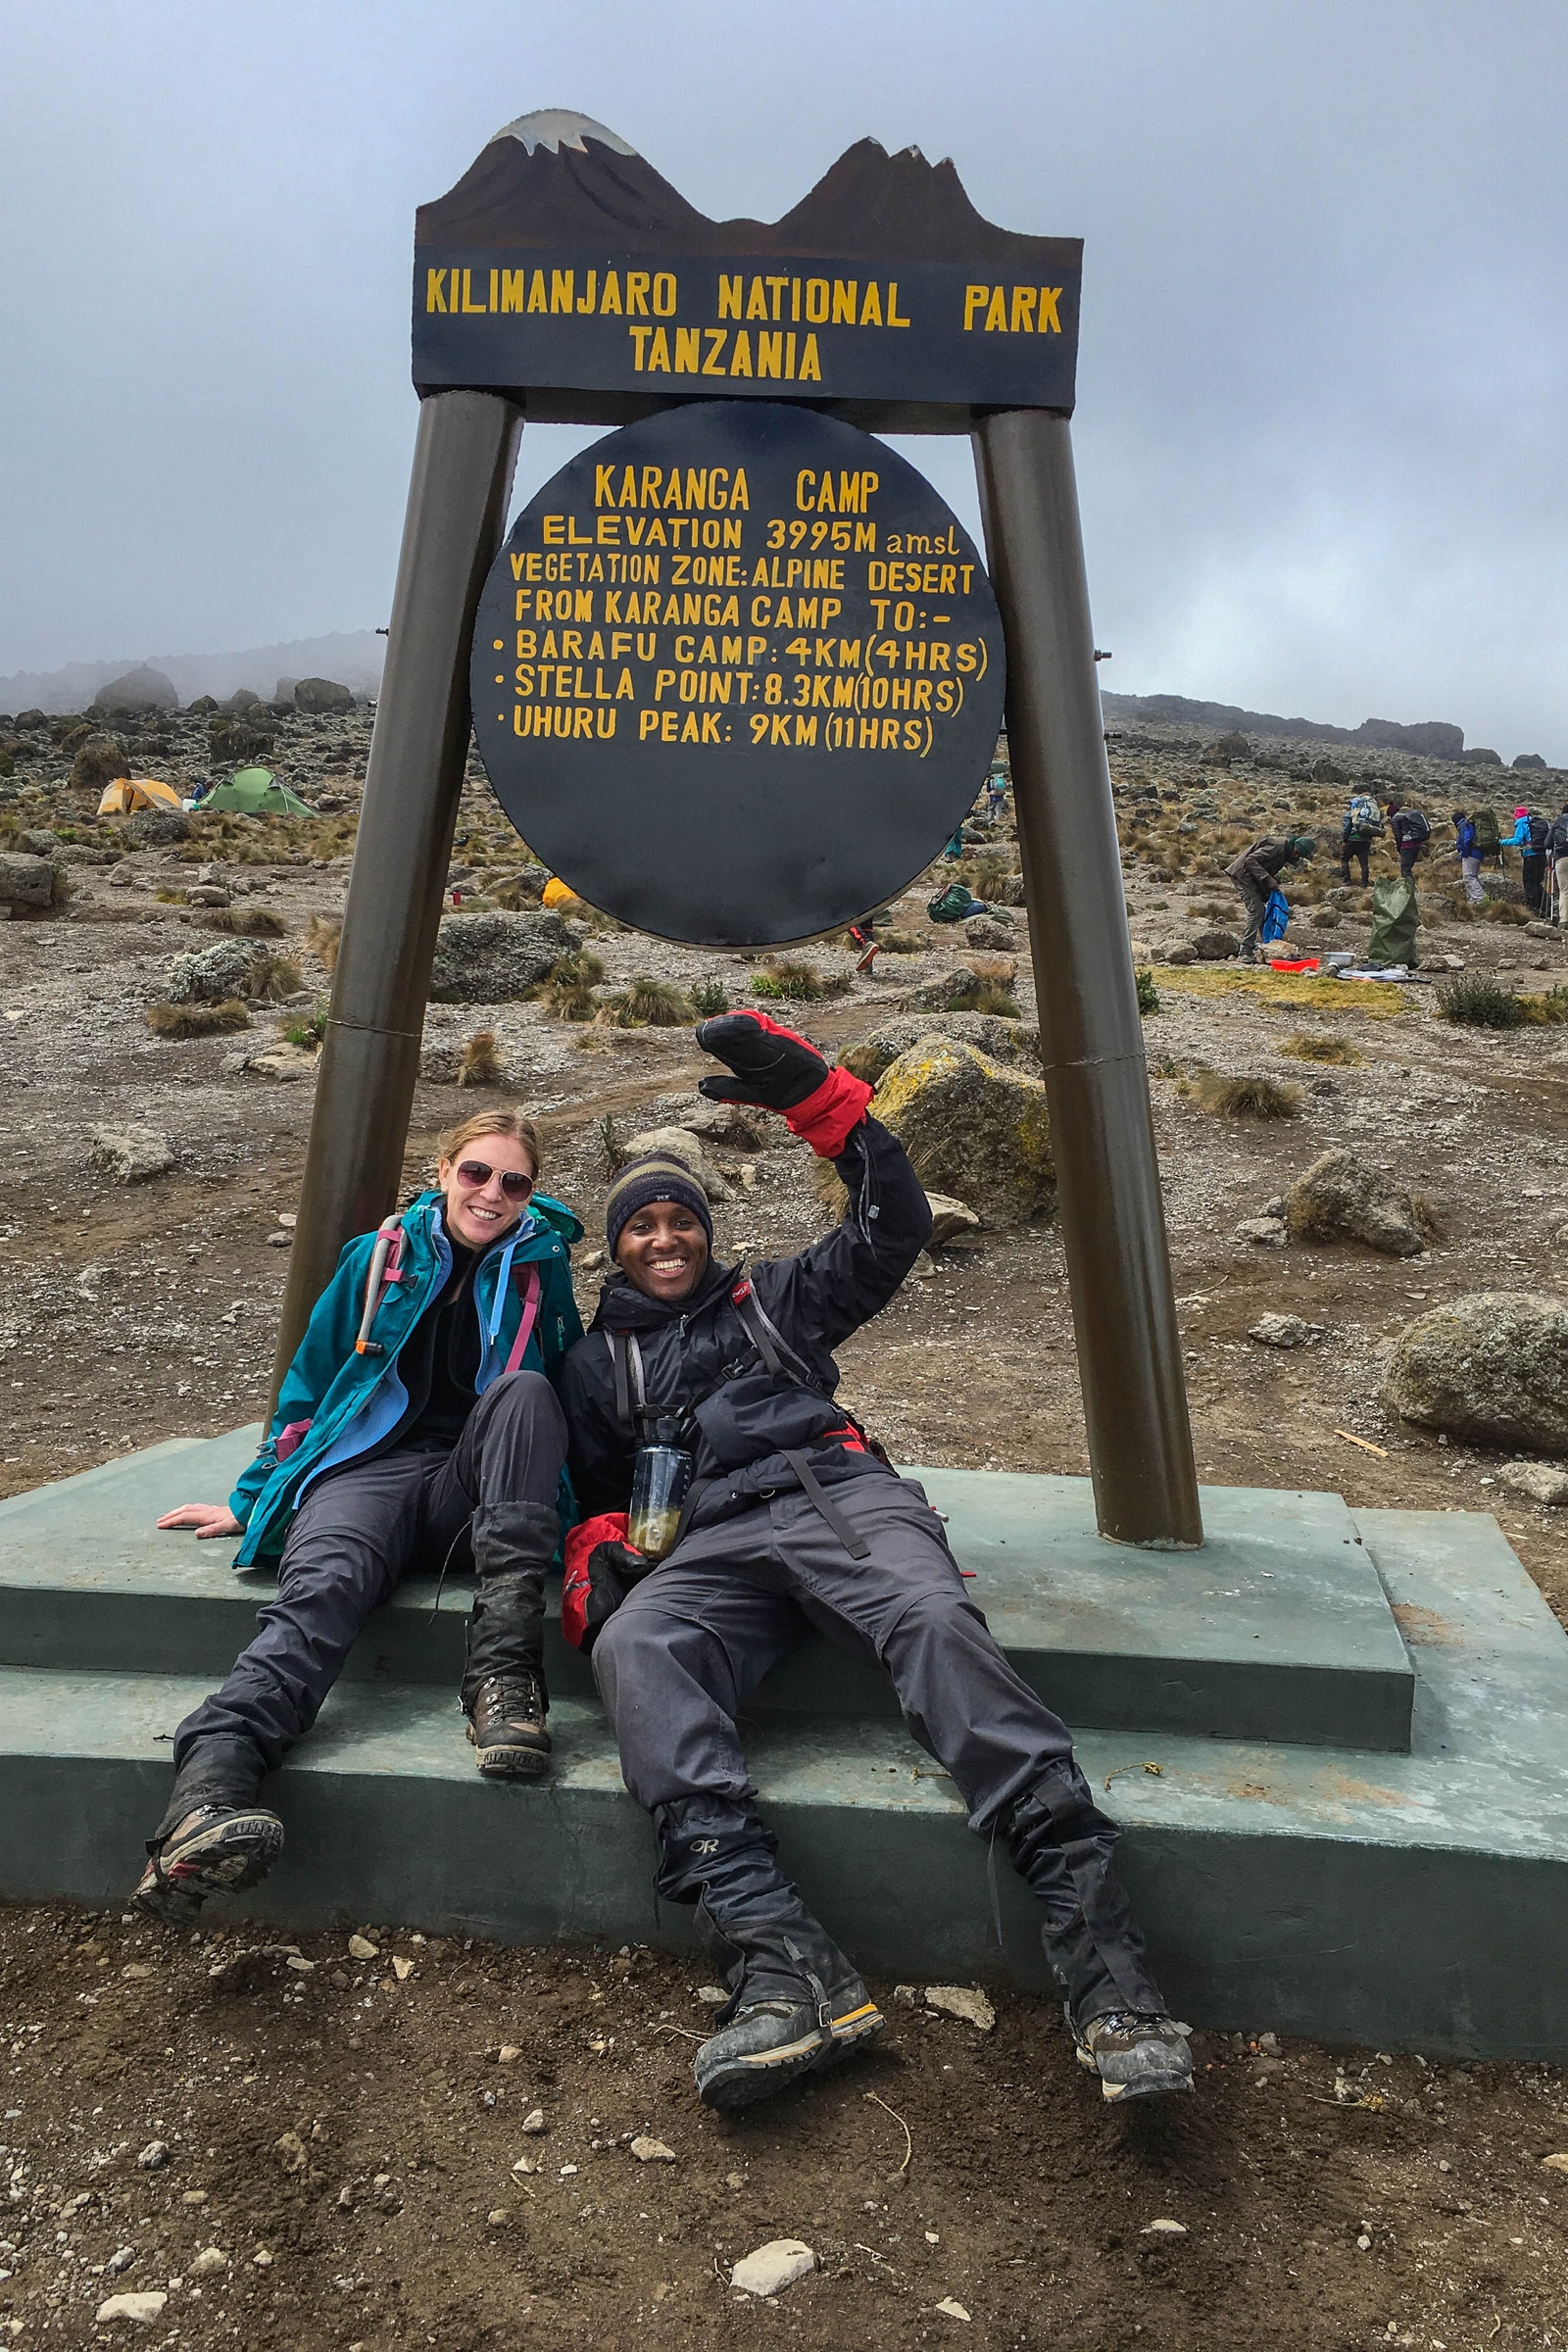 KILIMANJARO NATIONAL PARK
TANZANIA
KARANGA CAMP
ELEVATION 3995M amsl
VEGETATION ZONE: ALPINE DESERT
FROM KARANGA CAMP TO:-
• BARAFU CAMP: 4KM (4HRS)
• STELLA POINT: 8.3KM (10HRS)
• UHURU PEAK: 9KM (11HRS)
OR